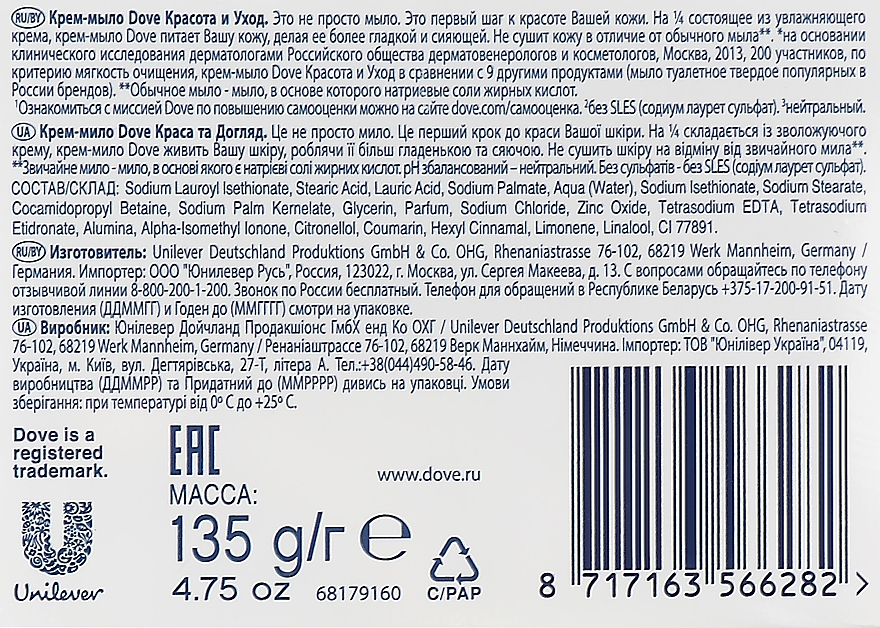 RU/BY Крем-мыло Dove Красота и Уход. Это не просто мыло. Это первый шаг к красоте Вашей кожи. На ¼ состоящее из увлажняющего
крема, крем-мыло Dove питает Вашу кожу, делая ее более гладкой и сияющей. Не сушит кожу в отличие от обычного мыла**. *на основании
клинического исследования дерматологами Российского общества дерматовенерологов и косметологов, Москва, 2013, 200 участников, по
критерию мягкость очищения, крем-мыло Dove Красота и Уход в сравнении с 9 другими продуктами (мыло туалетное твердое популярных в
России брендов). **Обычное мыло - мыло, в основе которого натриевые соли жирных кислот.
¹Ознакомиться с миссией Dove по повышению самооценки можно на сайте dove.com/самооценка. ²без SLES (содиум лаурет сульфат). ³нейтральный.
UA Крем-мило Dove Краса та Догляд. Це не просто мило. Це перший крок до краси Вашої шкіри. На ¼ складається із зволожуючого
крему, крем-мило Dove живить Вашу шкіру, роблячи її більш гладенькою та сяючою. Не сушить шкіру на відміну від звичайного мила**.
**Звичайне мило - мило, в основі якого є натрієві солі жирних кислот. pH збалансований – нейтральний. Без сульфатів - без SLES (содіум лаурет сульфат).
СОСТАВ/СКЛАД: Sodium Lauroyl Isethionate, Stearic Acid, Lauric Acid, Sodium Palmate, Aqua (Water), Sodium Isethionate, Sodium Stearate,
Cocamidopropyl Betaine, Sodium Palm Kernelate, Glycerin, Parfum, Sodium Chloride, Zinc Oxide, Tetrasodium EDTA, Tetrasodium
Etidronate, Alumina, Alpha-Isomethyl Ionone, Citronellol, Coumarin, Hexyl Cinnamal, Limonene, Linalool, CI 77891.
RU/BY Изготовитель: Unilever Deutschland Produktions GmbH & Co. OHG, Rhenaniastrasse 76-102, 68219 Werk Mannheim, Germany /
Германия. Импортер: ООО "Юнилевер Русь", Россия, 123022, г. Москва, ул. Сергея Макеева, д. 13. С вопросами обращайтесь по телефону
отзывчивой линии 8-800-200-1-200. Звонок по России бесплатный. Телефон для обращений в Республике Беларусь +375-17-200-91-51. Дату
изготовления (ДДММГГ) и Годен до (ММГГГГ) смотри на упаковке.
UA Виробник: Юнілевер Дойчланд Продакшіонс ГмбХ енд Ко ОХГ / Unilever Deutschland Produktions GmbH & Co. OHG, Rhenaniastrasse
76-102, 68219 Werk Mannheim, Germany / Ренаніаштрассе 76-102, 68219 Верк Маннхайм, Німеччина. Імпортер: ТОВ "Юнілівер Україна", 04119,
Україна, м. Київ, вул. Дегтярівська, 27-Т, літера А. Тел.:+38(044)490-58-46. Дату
виробництва (ДДММРР) та Придатний до (ММРРРР) дивись на упаковці. Умови
зберігання: при температурі від 0º С до +25º С.
Dove is a
registered
trademark.
EAC
www.dove.ru
МАССА:
135 g/г e
4.75 oz 68179160
Unilever
C/PAP
8 717163 566282 >